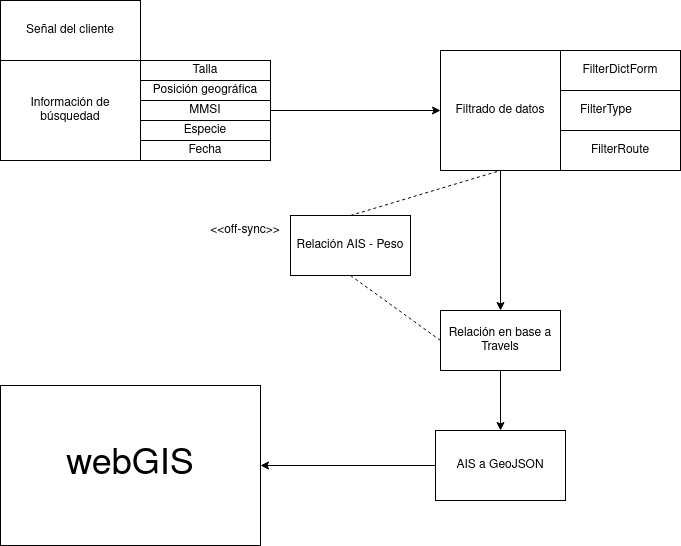 Señal del cliente
Información de
búsquedad
Talla
Posición geográfica
MMSI
Especie
Fecha
Filtrado de datos
FilterDictForm
FilterType
FilterRoute
<<off-sync>>
Relación AIS - Peso
Relación en base a
Travels
AIS a GeoJSON
webGIS